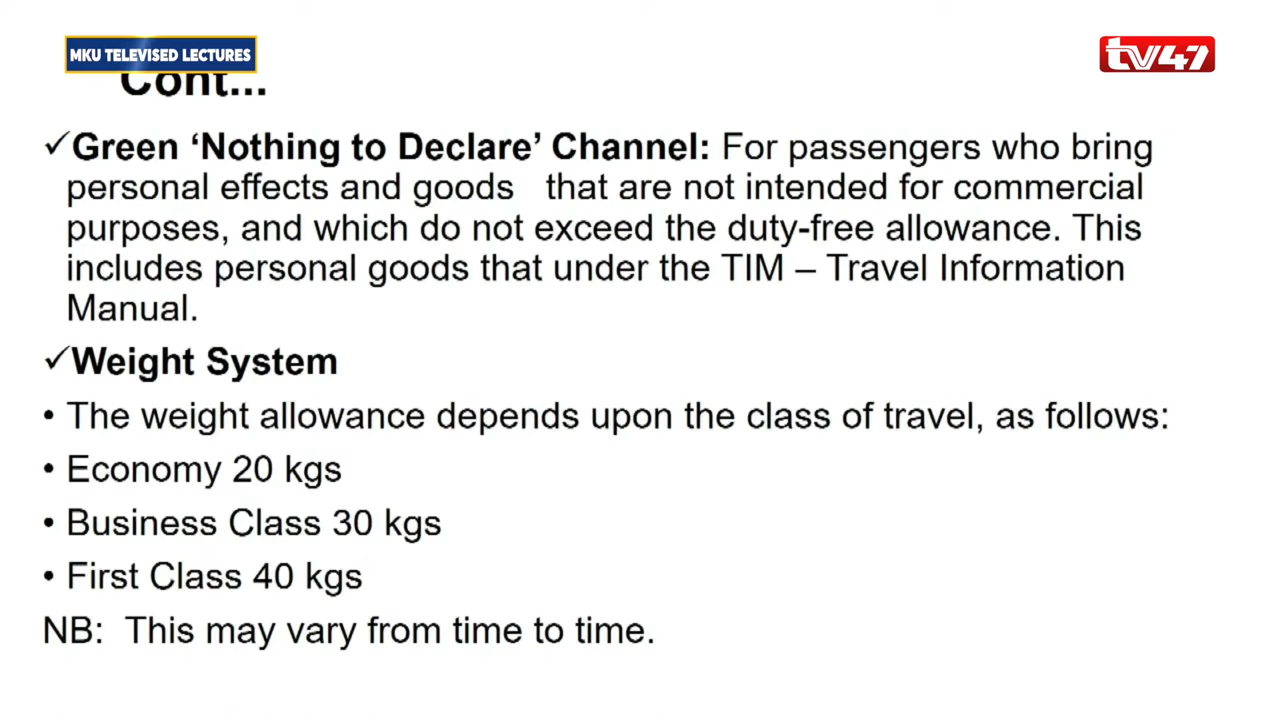 MKU TELEVISED LECTURES
tv47
Cont...
✓Green ‘Nothing to Declare’ Channel: For passengers who bring
personal effects and goods that are not intended for commercial
purposes, and which do not exceed the duty-free allowance. This
includes personal goods that under the TIM – Travel Information
Manual.
✓Weight System
• The weight allowance depends upon the class of travel, as follows:
• Economy 20 kgs
• Business Class 30 kgs
• First Class 40 kgs
NB: This may vary from time to time.